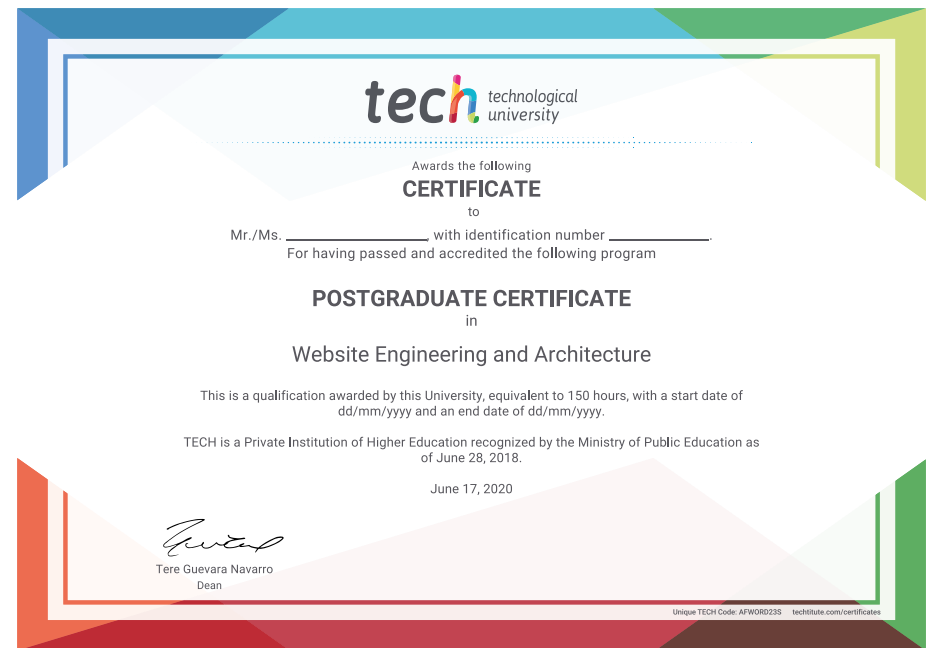 tech technological
university
Awards the following
CERTIFICATE
to
Mr./Ms. ____________________, with identification number ______________.
For having passed and accredited the following program
POSTGRADUATE CERTIFICATE
in
Website Engineering and Architecture
This is a qualification awarded by this University, equivalent to 150 hours, with a start date of
dd/mm/yyyy and an end date of dd/mm/yyyy.
TECH is a Private Institution of Higher Education recognized by the Ministry of Public Education as
of June 28, 2018.
June 17, 2020
Tere Guevara Navarro
Dean
Unique TECH Code: AFWORD23S techtitute.com/certificates